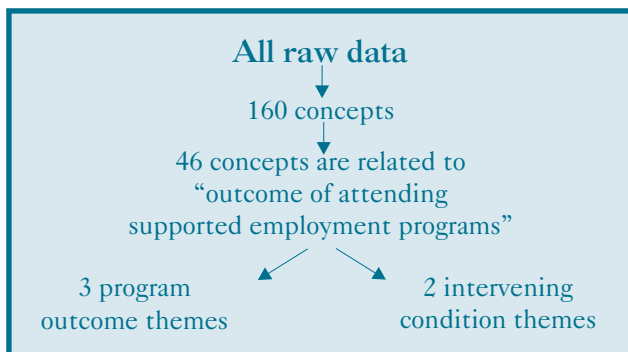 All raw data
160 concepts
46 concepts are related to
“outcome of attending
supported employment programs”
3 program
outcome themes
2 intervening
condition themes